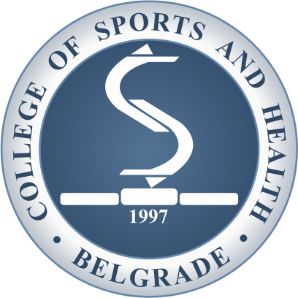 COLLEGE OF SPORTS AND HEALTH
1997
• BELGRADE •